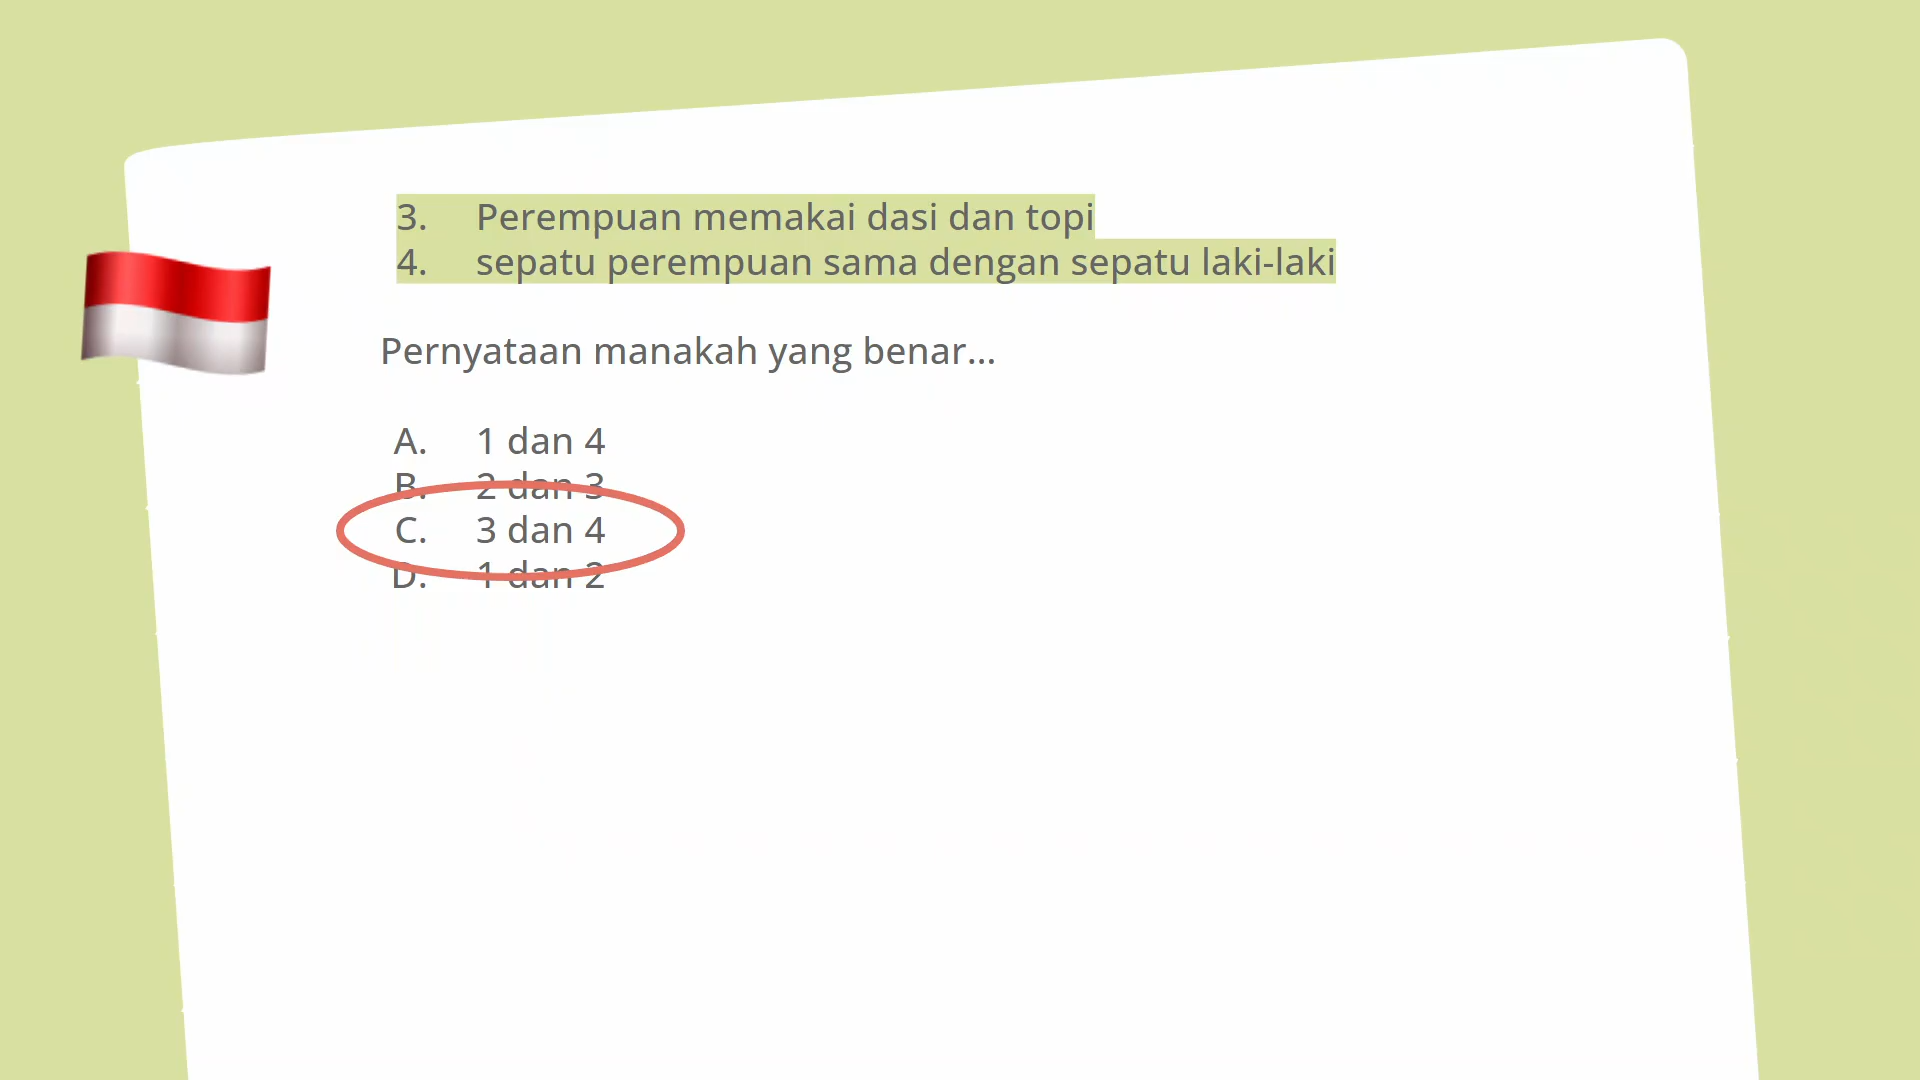 3. Perempuan memakai dasi dan topi
4. sepatu perempuan sama dengan sepatu laki-laki
Pernyataan manakah yang benar...
A. 1 dan 4
B. 2 dan 3
C. 3 dan 4
D. 1 dan 2